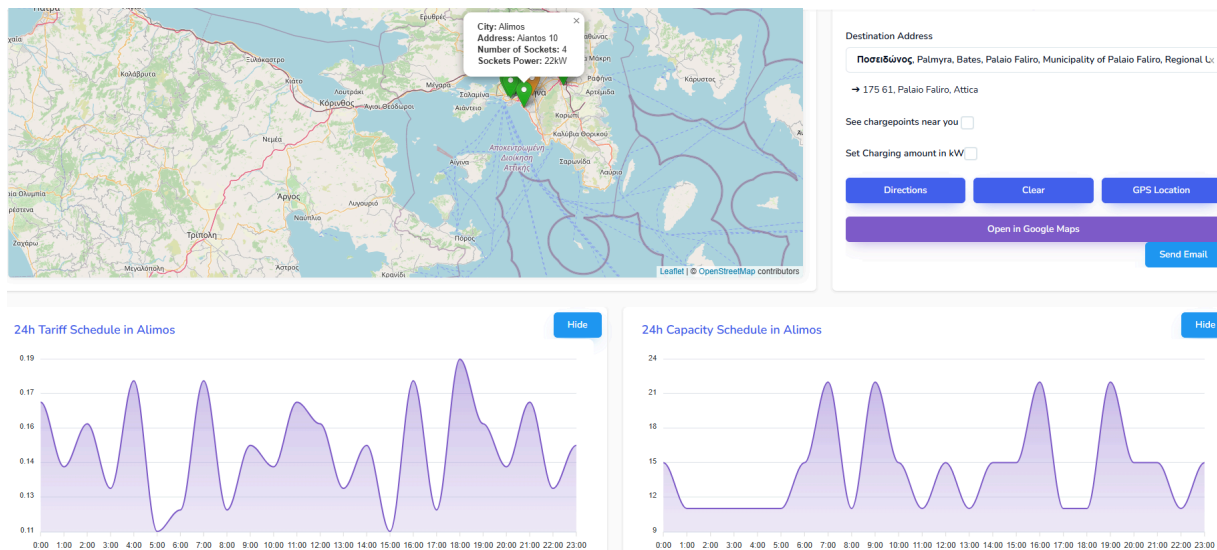 Πάτρα
Ερυθρές
City: Alimos
×
Address: Aiantos 10
Number of Sockets: 4
Sockets Power: 22kW
Μάκρη
Ξυλόκαστρο
Καλάβρυτα
Κιάτο
Λουτράκι
Μέγαρα
Σαλαμίνα
Ραφήνα
Κάρυστος
Κόρινθος
Άγιοι Θεόδωροι
Αιάντειο
Αρτέμιδα
Κορωπί
Νεμέα
Καλύβια Θορικού
Αποκεντρωμένη
Διοίκηση
Αττικής
Αίγινα
Σαρωνίδα
Λαύριο
Άργος
Λυγουριό
Ναύπλιο
Τρίπολη
Πόρος
Ζαχάρω
Μεγαλόπολη
Άστρος
Κρανίδι
Leaflet | © OpenStreetMap contributors
Destination Address
Ποσειδώνος, Palmyra, Bates, Palaio Faliro, Municipality of Palaio Faliro, Regional
➔ 175 61, Palaio Faliro, Attica
See chargepoints near you
Set Charging amount in kW
Directions
Clear
GPS Location
Open in Google Maps
Send Email
24h Tariff Schedule in Alimos
Hide
0.19
0.17
0.16
0.14
0.13
0.11
0:00 1:00 2:00 3:00 4:00 5:00 6:00 7:00 8:00 9:00 10:00 11:00 12:00 13:00 14:00 15:00 16:00 17:00 18:00 19:00 20:00 21:00 22:00 23:00
24h Capacity Schedule in Alimos
Hide
24
21
18
15
12
9
0:00 1:00 2:00 3:00 4:00 5:00 6:00 7:00 8:00 9:00 10:00 11:00 12:00 13:00 14:00 15:00 16:00 17:00 18:00 19:00 20:00 21:00 22:00 23:00